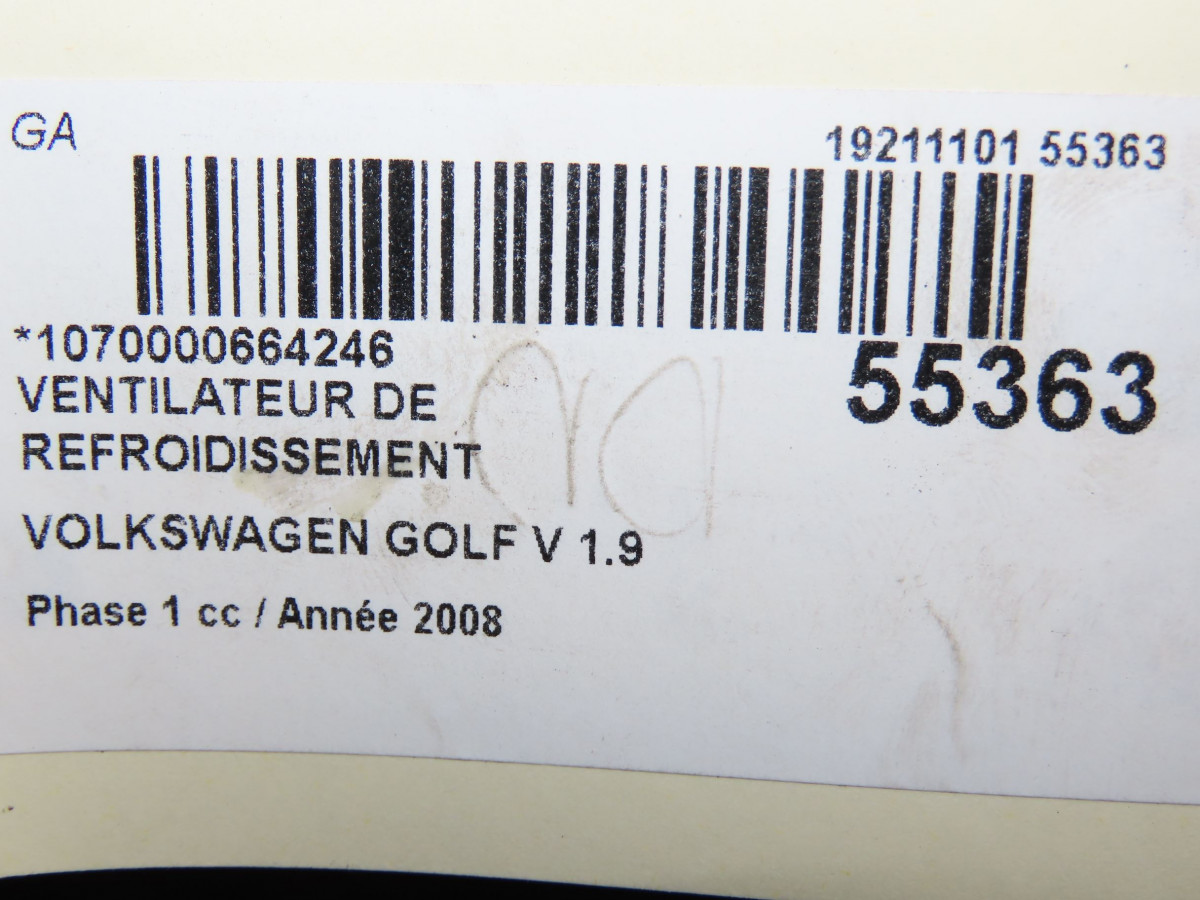 GA
19211101 55363
*1070000664246
55363
VENTILATEUR DE
REFROIDISSEMENT
VOLKSWAGEN GOLF V 1.9
Phase 1 cc / Année 2008